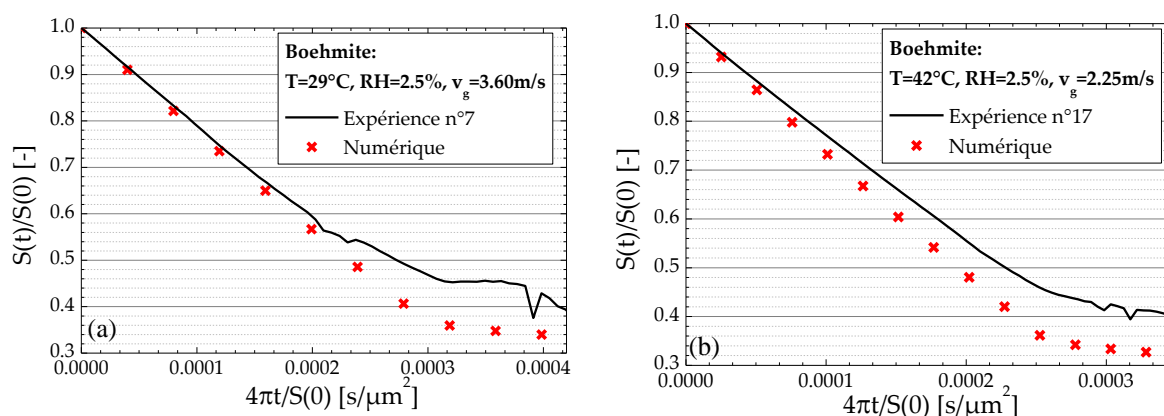 1.0
0.9
0.8
0.7
0.6
0.5
0.4
0.3
S(t)/S(0) [-]
Boehmite:
T=29°C, RH=2.5%, v_g=3.60m/s
Expérience n°7
Numérique
(a)
0.0000 0.0001 0.0002 0.0003 0.0004
4πt/S(0) [s/µm²]
1.0
0.9
0.8
0.7
0.6
0.5
0.4
0.3
S(t)/S(0) [-]
Boehmite:
T=42°C, RH=2.5%, v_g=2.25m/s
Expérience n°17
Numérique
(b)
0.0000 0.0001 0.0002 0.0003
4πt/S(0) [s/µm²]